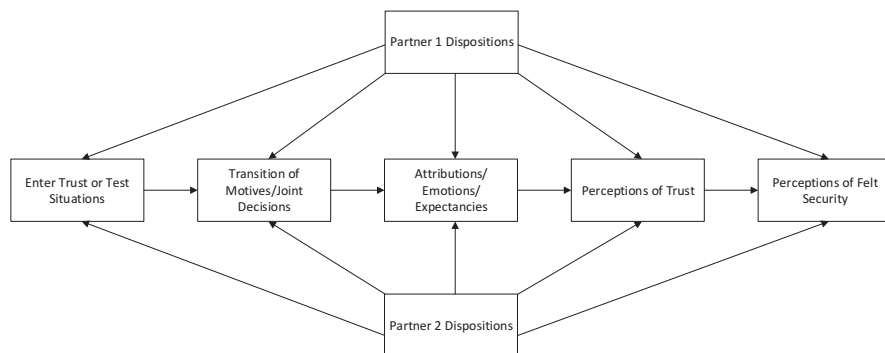 Partner 1 Dispositions
Enter Trust or Test
Situations
Transition of
Motives/Joint
Decisions
Attributions/
Emotions/
Expectancies
Perceptions of Trust
Perceptions of Felt
Security
Partner 2 Dispositions